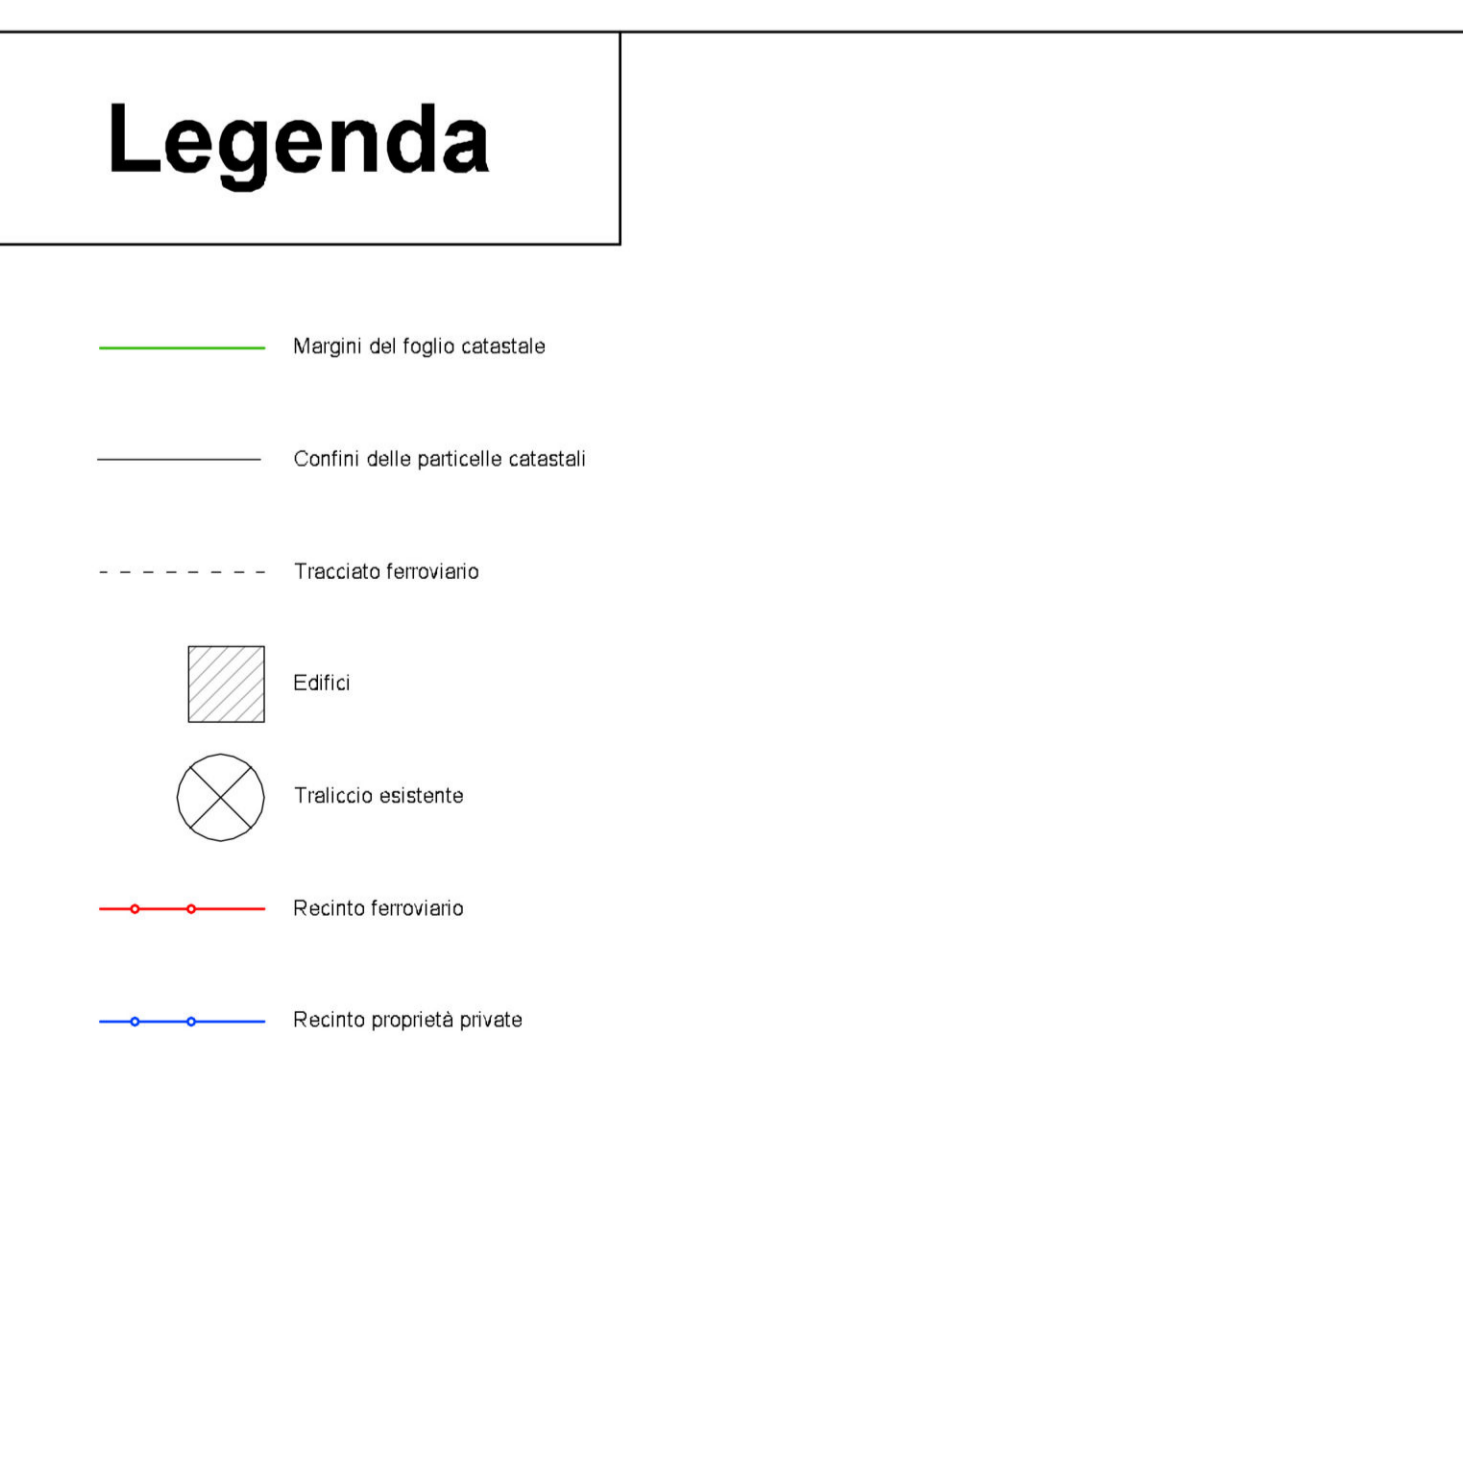 Legenda
Margini del foglio catastale
Confini delle particelle catastali
Tracciato ferroviario
Edifici
Traliccio esistente
Recinto ferroviario
Recinto proprietà private